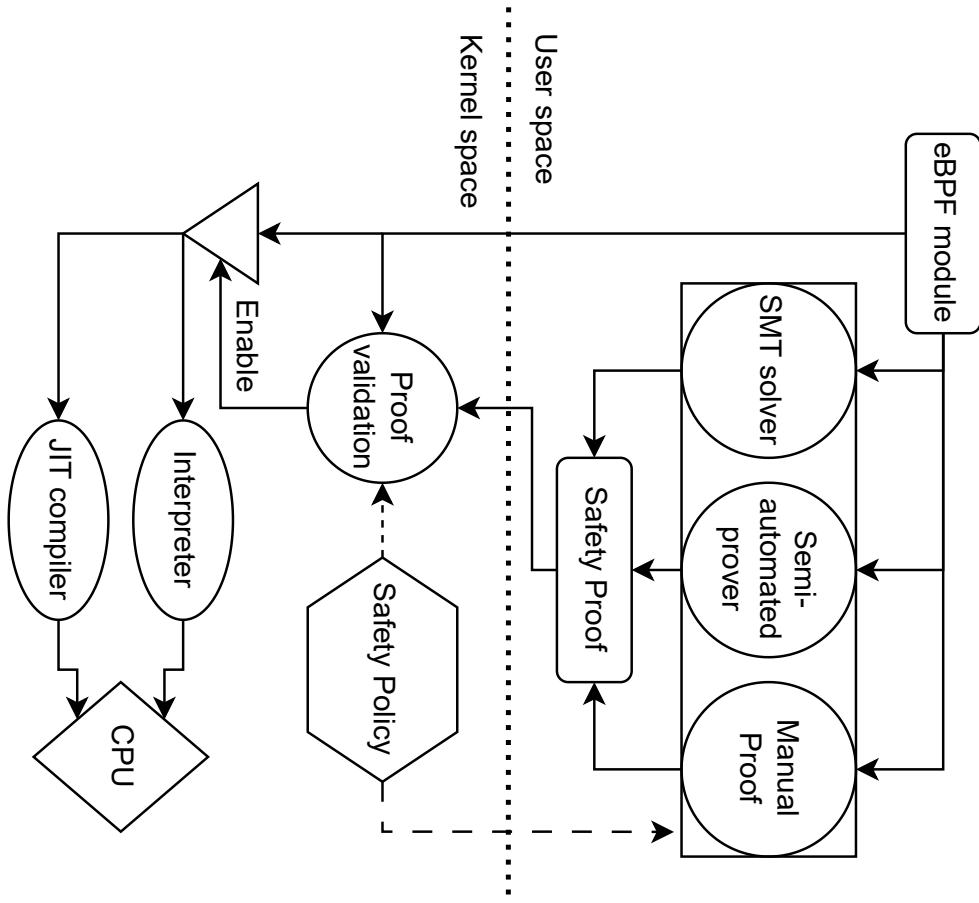 eBPF module
SMT solver
Semi-
automated
prover
Manual
Proof
Safety Proof
User space
Kernel space
Proof
validation
Safety Policy
Enable
Interpreter
JIT compiler
CPU